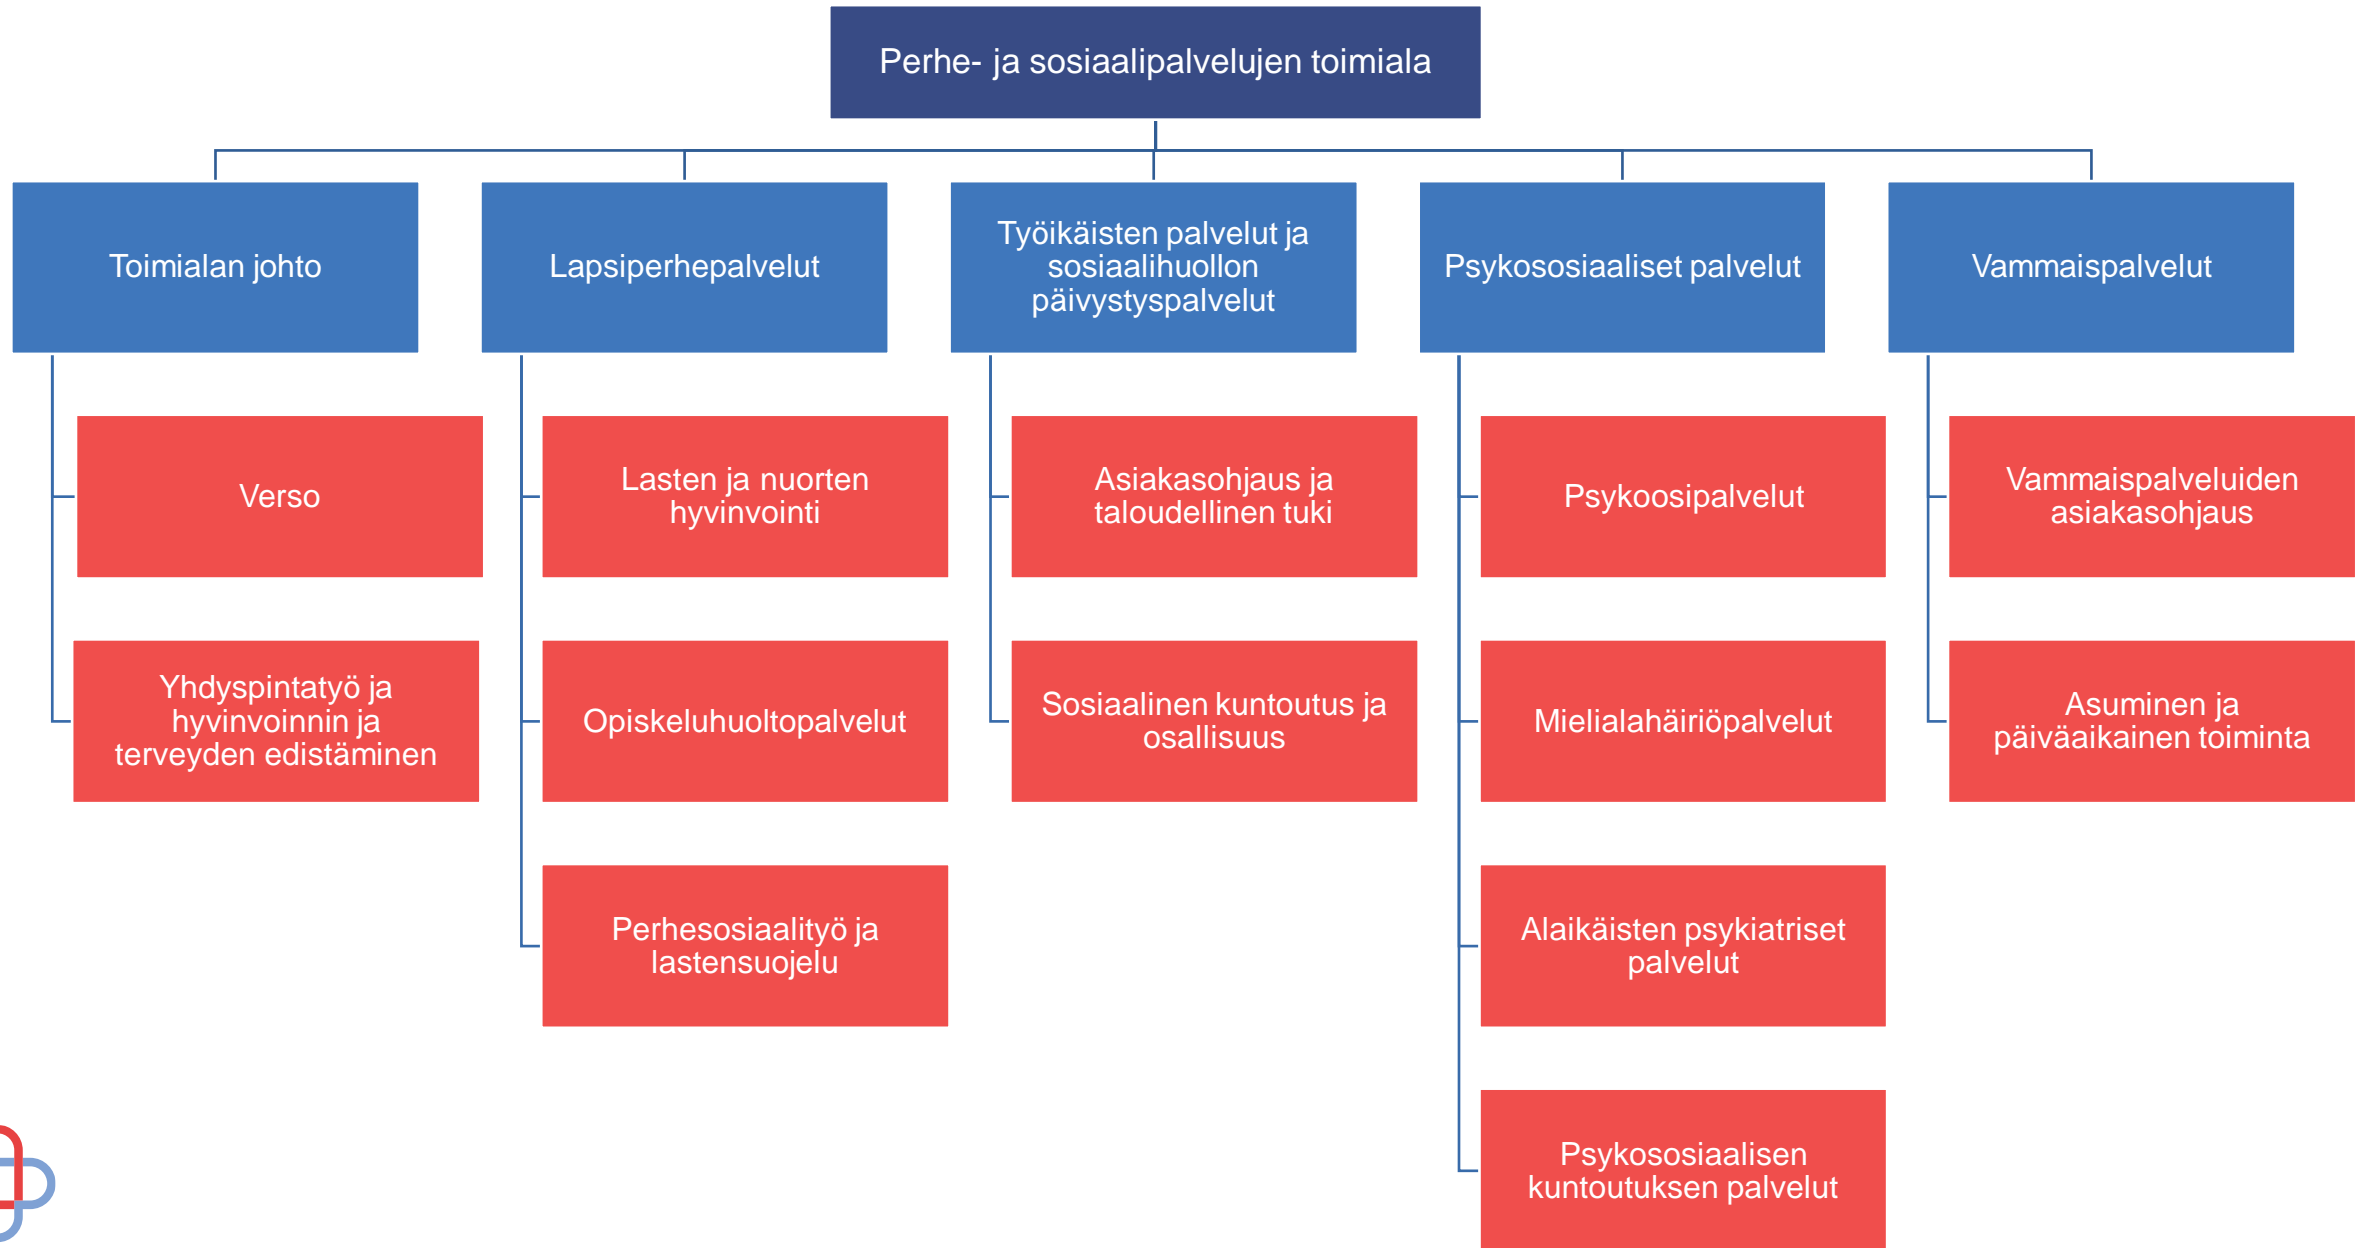 Perhe- ja sosiaalipalvelujen toimiala
Toimialan johto
Lapsiperhepalvelut
Työikäisten palvelut ja
sosiaalihuollon
päivystyspalvelut
Psykososiaaliset palvelut
Vammaispalvelut
Verso
Yhdyspintatyö ja
hyvinvoinnin ja
terveyden edistäminen
Lasten ja nuorten
hyvinvointi
Opiskeluhuoltopalvelut
Perhesosiaalityö ja
lastensuojelu
Asiakasohjaus ja
taloudellinen tuki
Sosiaalinen kuntoutus ja
osallisuus
Psykoosipalvelut
Mielialahäiriöpalvelut
Alaikäisten psykiatriset
palvelut
Psykososiaalisen
kuntoutuksen palvelut
Vammaispalveluiden
asiakasohjaus
Asuminen ja
päiväaikainen toiminta